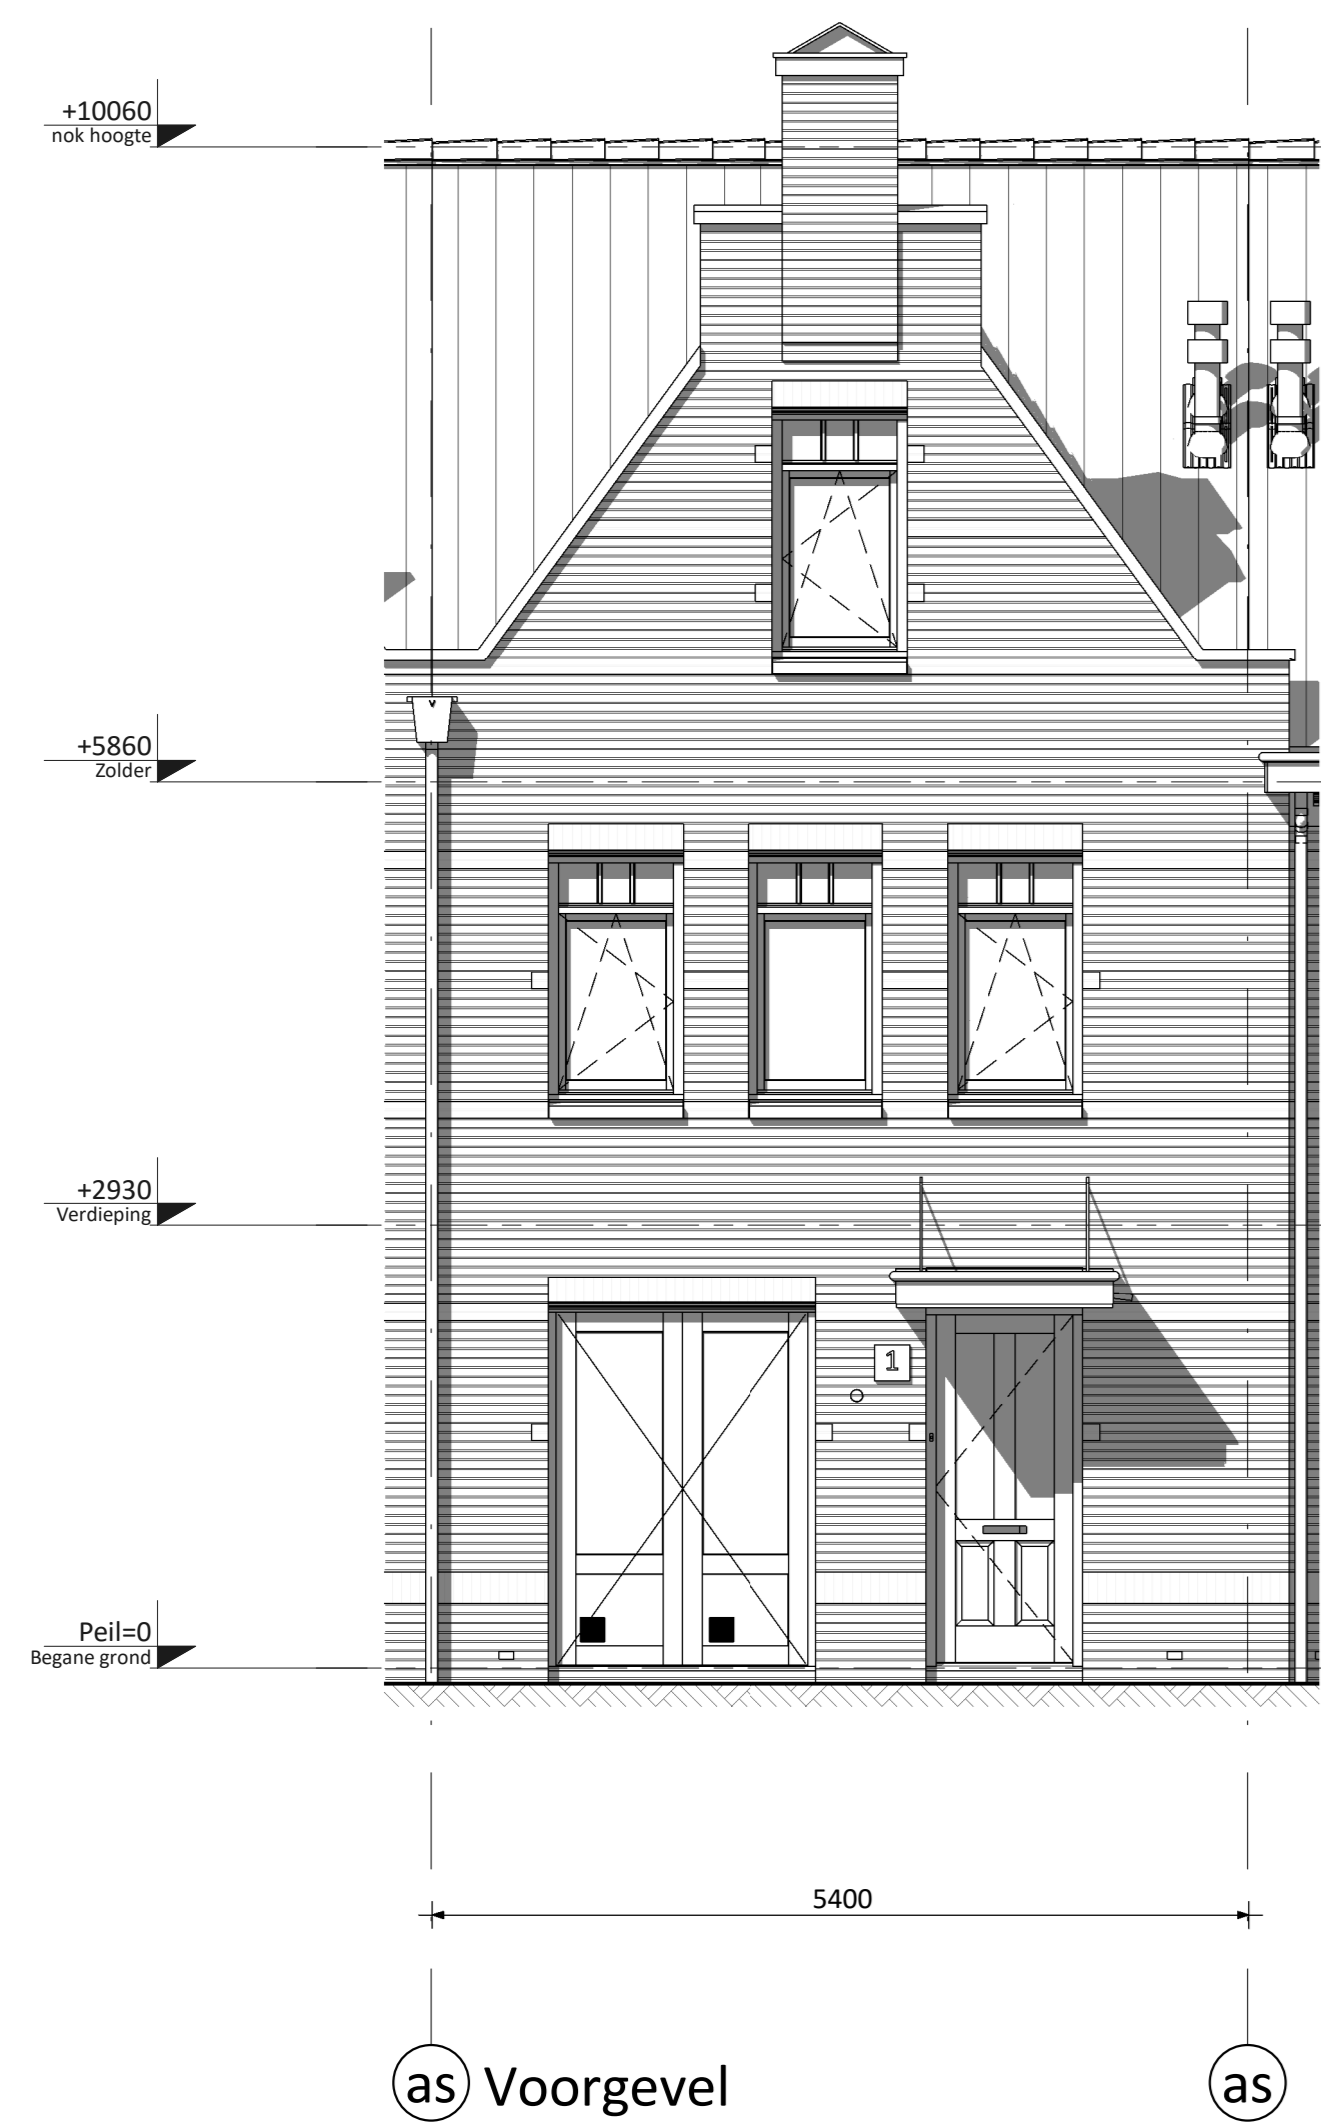 +10060
nok hoogte
+5860
Zolder
+2930
Verdieping
1
Peil=0
Begane grond
5400
as Voorgevel as